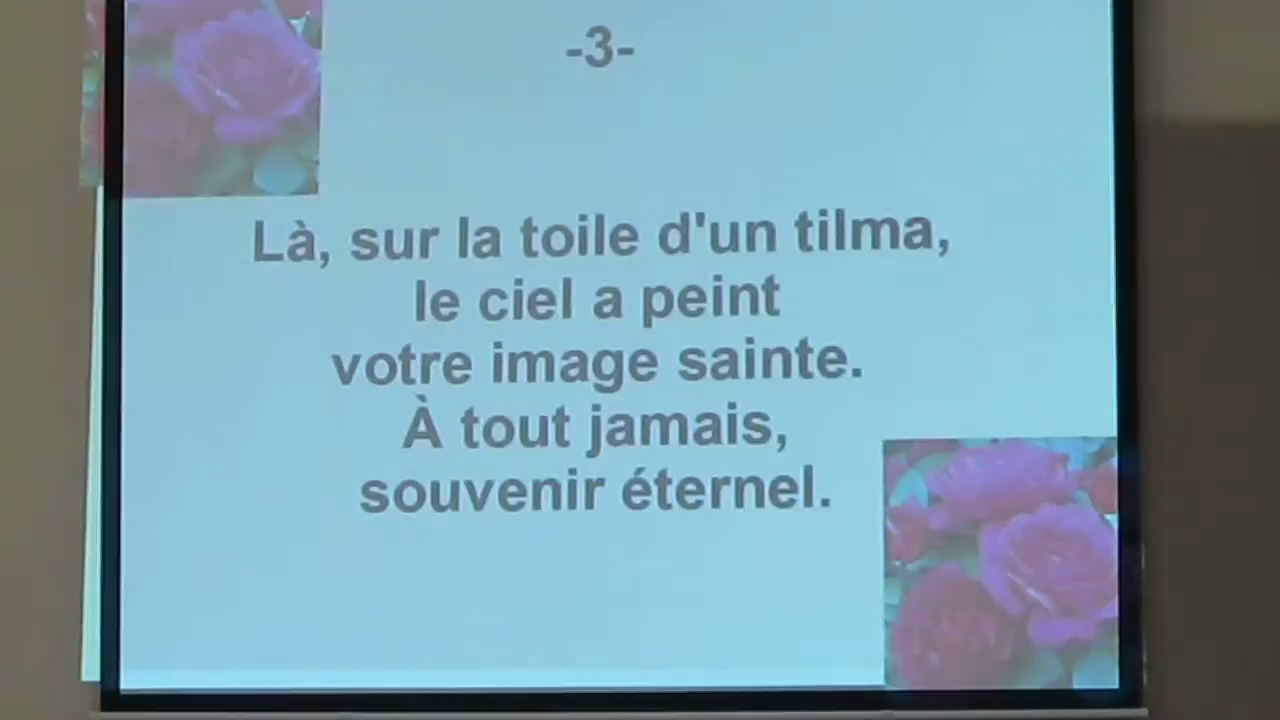 -3-
Là, sur la toile d'un tilma,
le ciel a peint
votre image sainte.
À tout jamais,
souvenir éternel.